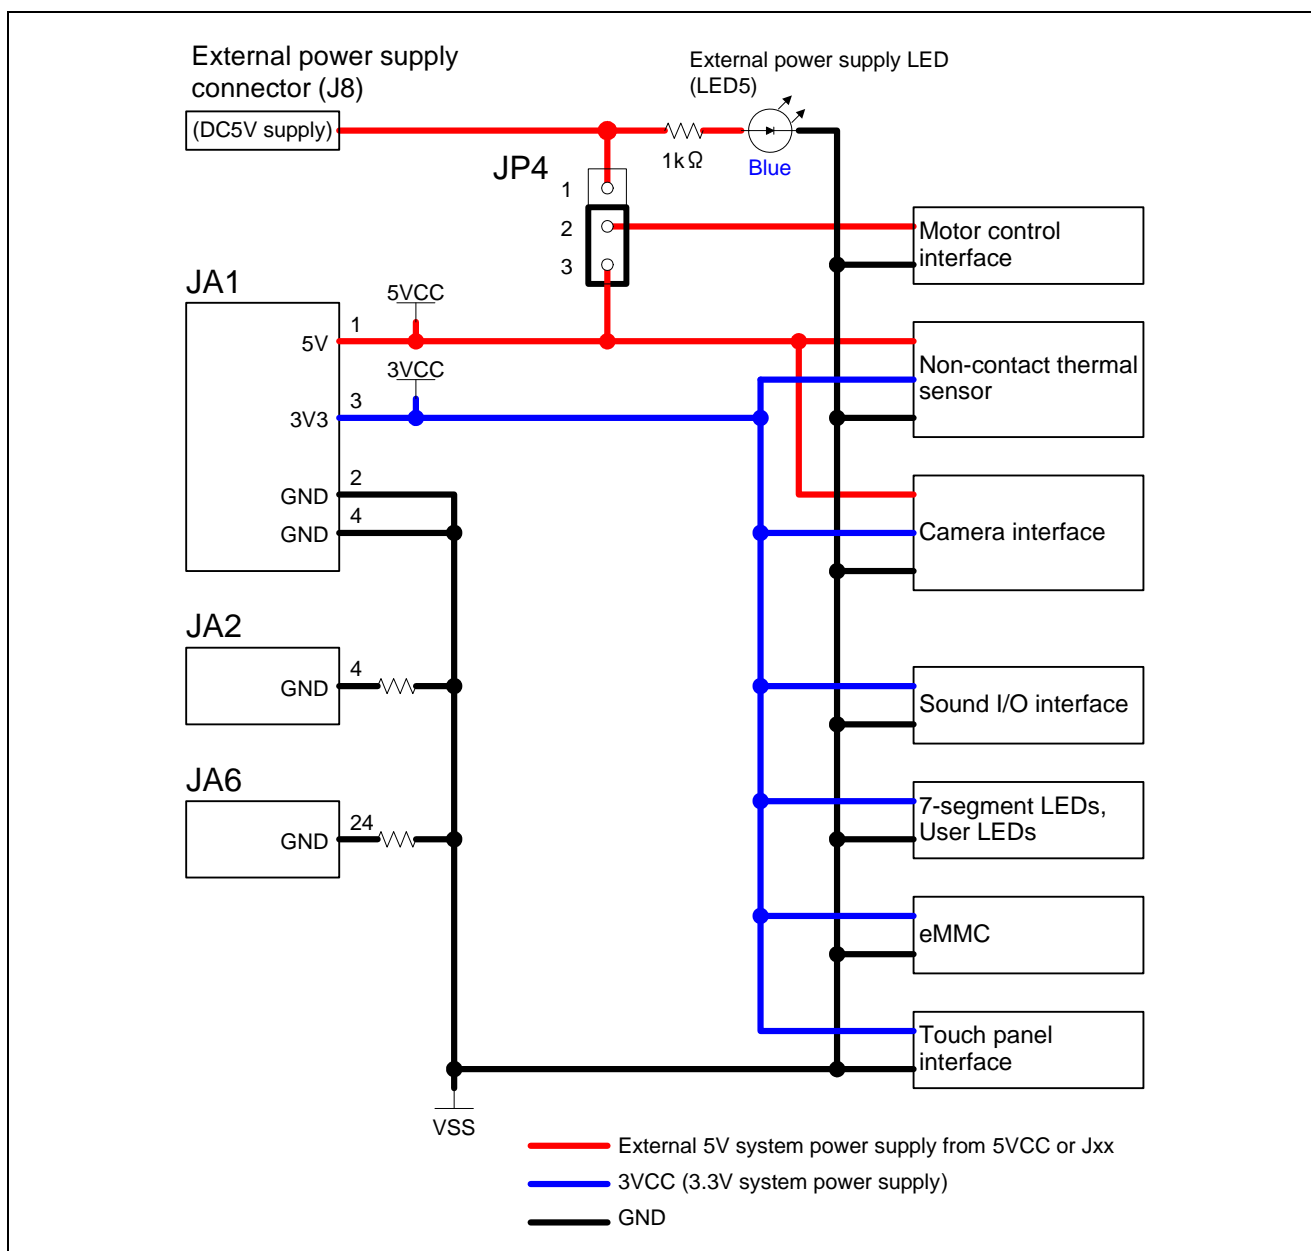 External power supply
connector (J8)
(DC5V supply)
External power supply LED
(LED5)
1kΩ
Blue
JP4
1
2
3
Motor control
interface
JA1
5V
1
5VCC
3VCC
3V3
3
GND
2
GND
4
Non-contact thermal
sensor
Camera interface
JA2
GND
4
Sound I/O interface
JA6
GND
24
7-segment LEDs,
User LEDs
eMMC
Touch panel
interface
VSS
External 5V system power supply from 5VCC or Jxx
3VCC (3.3V system power supply)
GND